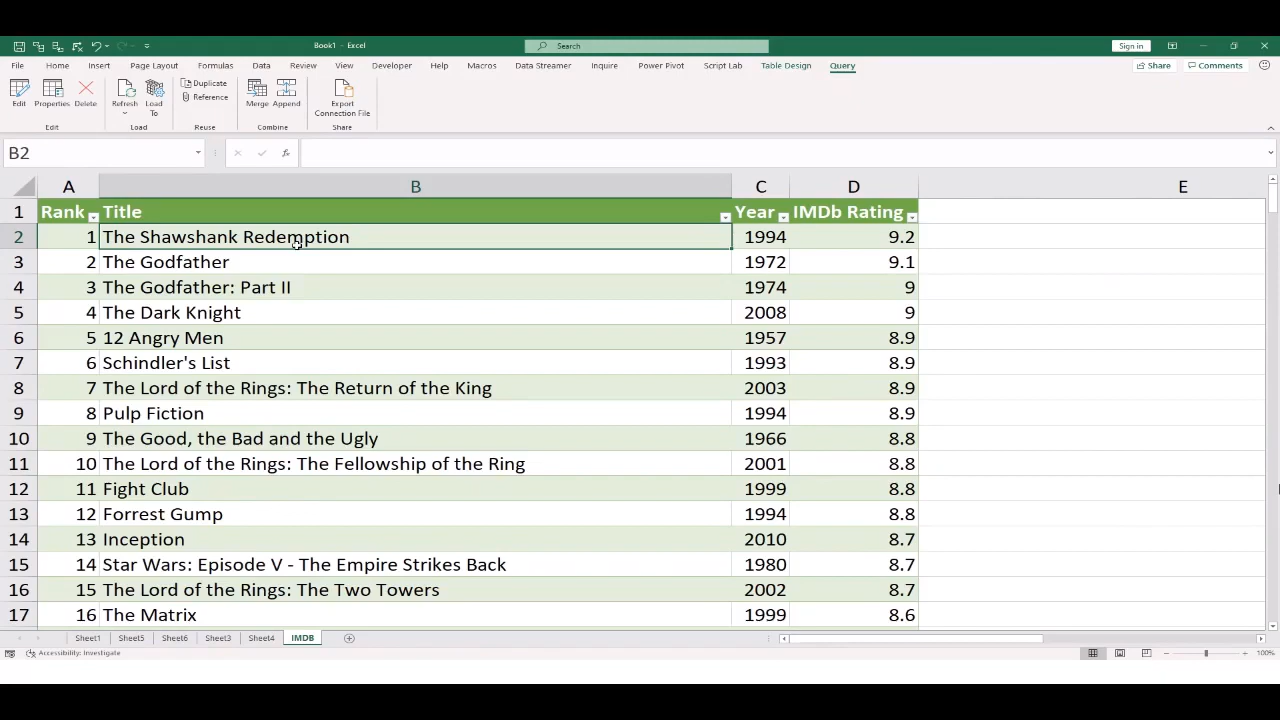 Book1 - Excel
Search
Sign in
File Home Insert Page Layout Formulas Data Review View Developer Help Macros Data Streamer Inquire Power Pivot Script Lab Table Design Query Share Comments
Edit Properties Delete Refresh Load To Duplicate Reference Merge Append Export Connection File
Edit Load Reuse Combine Share
B2 fx
A B C D E
1 Rank Title Year IMDb Rating
2 1 The Shawshank Redemption 1994 9.2
3 2 The Godfather 1972 9.1
4 3 The Godfather: Part II 1974 9
5 4 The Dark Knight 2008 9
6 5 12 Angry Men 1957 8.9
7 6 Schindler's List 1993 8.9
8 7 The Lord of the Rings: The Return of the King 2003 8.9
9 8 Pulp Fiction 1994 8.9
10 9 The Good, the Bad and the Ugly 1966 8.8
11 10 The Lord of the Rings: The Fellowship of the Ring 2001 8.8
12 11 Fight Club 1999 8.8
13 12 Forrest Gump 1994 8.8
14 13 Inception 2010 8.7
15 14 Star Wars: Episode V - The Empire Strikes Back 1980 8.7
16 15 The Lord of the Rings: The Two Towers 2002 8.7
17 16 The Matrix 1999 8.6
Sheet1 Sheet5 Sheet6 Sheet3 Sheet4 IMDB
Accessibility: Investigate 100%